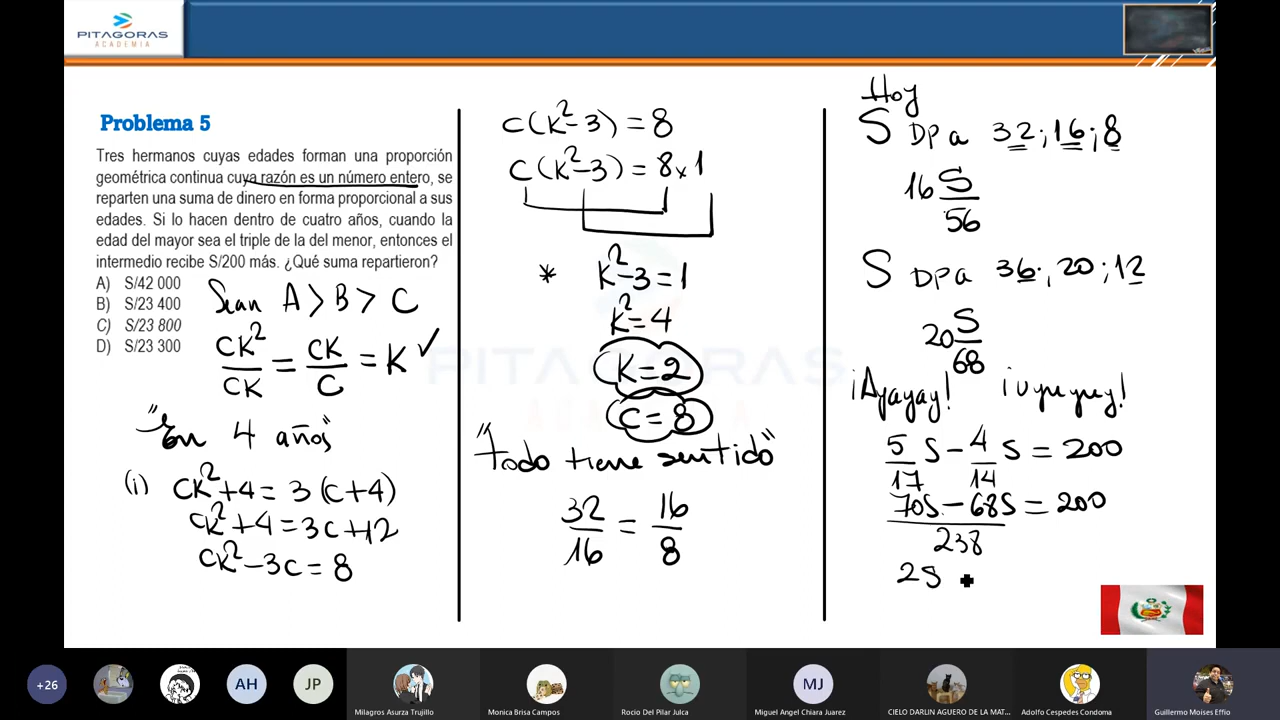 PITAGORAS
ACADEMIA
Problema 5
Tres hermanos cuyas edades forman una proporción
geométrica continua cuya razón es un número entero, se
reparten una suma de dinero en forma proporcional a sus
edades. Si lo hacen dentro de cuatro años, cuando la
edad del mayor sea el triple de la del menor, entonces el
intermedio recibe S/200 más. ¿Qué suma repartieron?
A) S/42 000
B) S/23 400
C) S/23 800
D) S/23 300
Sean A > B > C
CK²/CK = CK/C = K ✓
"En 4 años"
(i) CK²+4 = 3(C+4)
CK²+4 = 3C+12
CK²-3C = 8
C(K²-3) = 8
C(K²-3) = 8x1
* K²-3 = 1
K² = 4
K = 2
C = 8
"Todo tiene sentido"
32/16 = 16/8
Hoy
S DP a 32; 16; 8
16 S/56
S DP a 36; 20; 12
20 S/68
¡Ayayay! ¡Uyuyuy!
5/17 S - 4/14 S = 200
70S - 68S / 238 = 200
2S
+26
AH
JP
Milagros Asurza Trujillo
Monica Brisa Campos
Rocio Del Pilar Julca
MJ
Miguel Angel Chiara Juarez
CIELO DARLIN AGUERO DE LA MAT...
Adolfo Cespedes Condoma
Guillermo Moises Effio